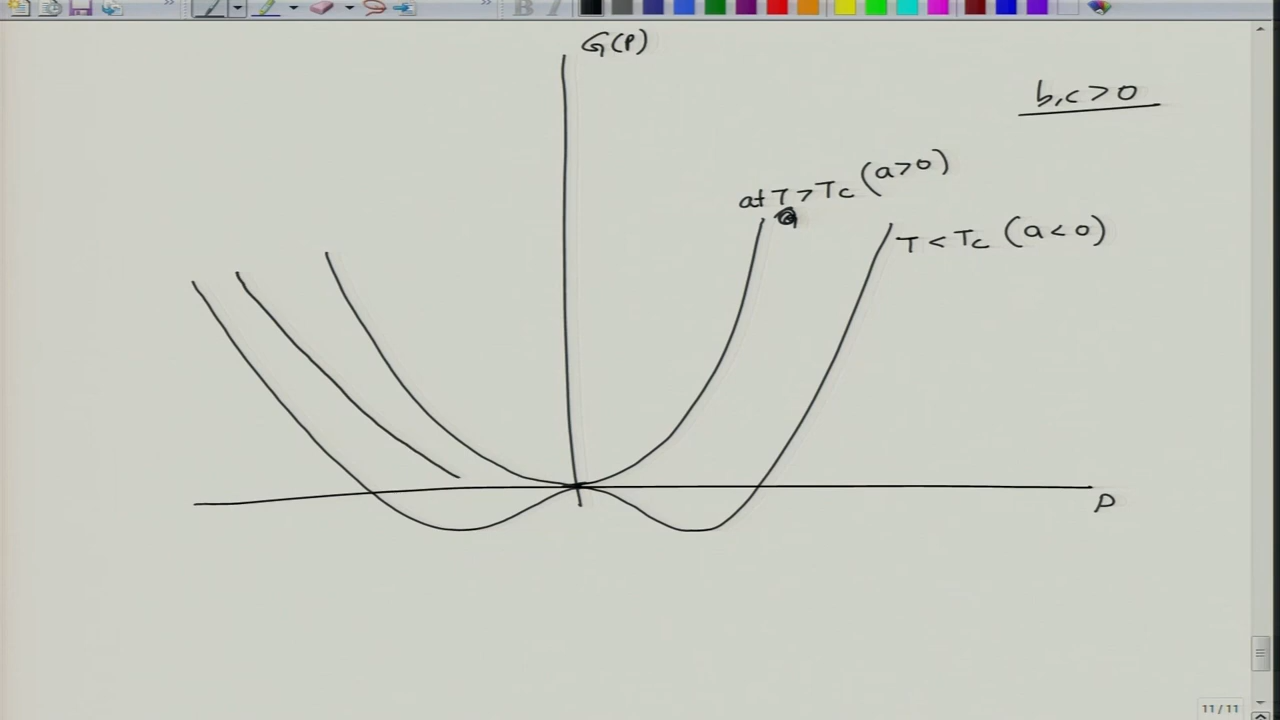 G(P)
b,c>0
at T>Tc (a>0)
T<Tc (a<0)
P
11/11